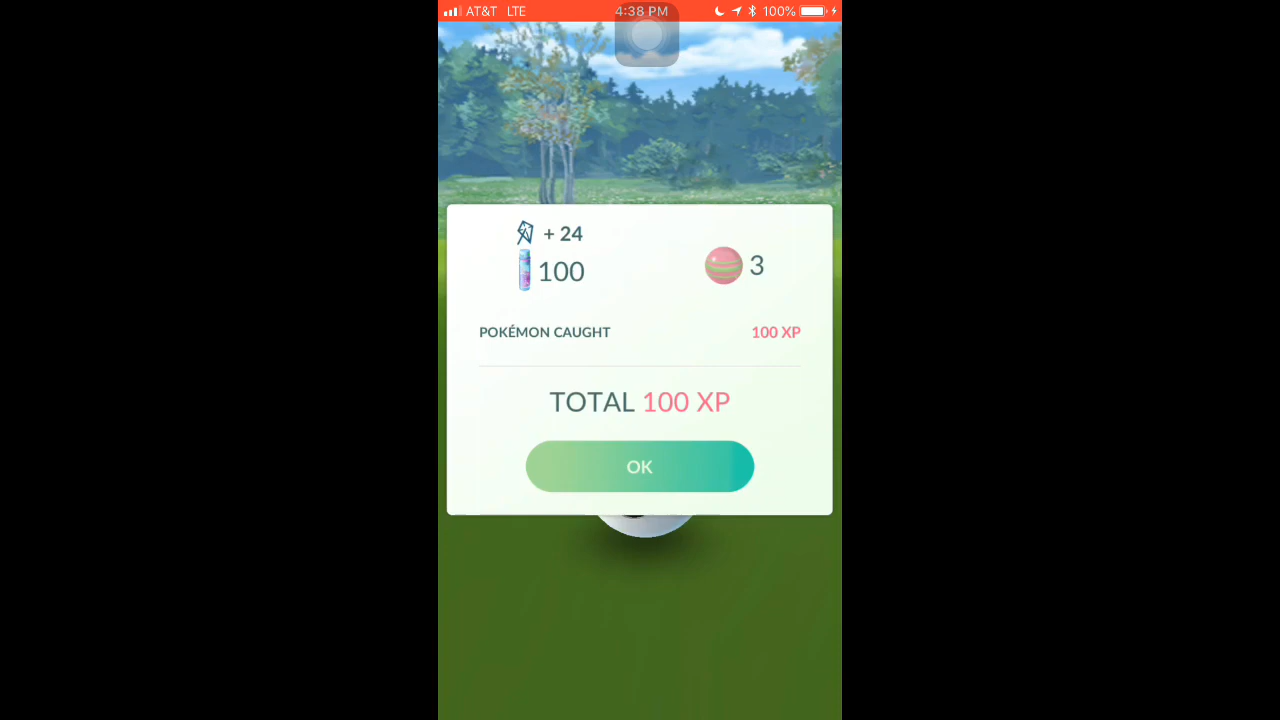 AT&T LTE 4:38 PM 100%
+ 24
100 3
POKÉMON CAUGHT 100 XP
TOTAL 100 XP
OK